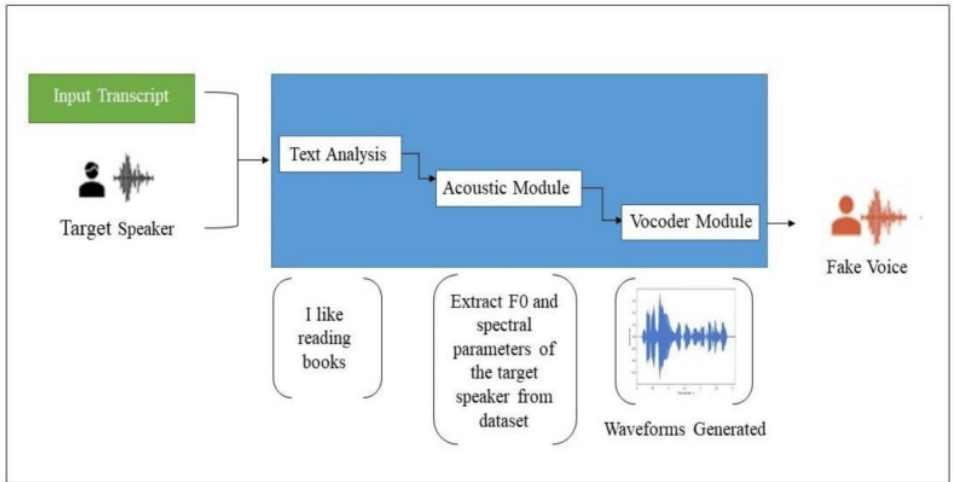 Input Transcript
Target Speaker
Text Analysis
Acoustic Module
Vocoder Module
Fake Voice
I like
reading
books
Extract F0 and
spectral
parameters of
the target
speaker from
dataset
Waveforms Generated